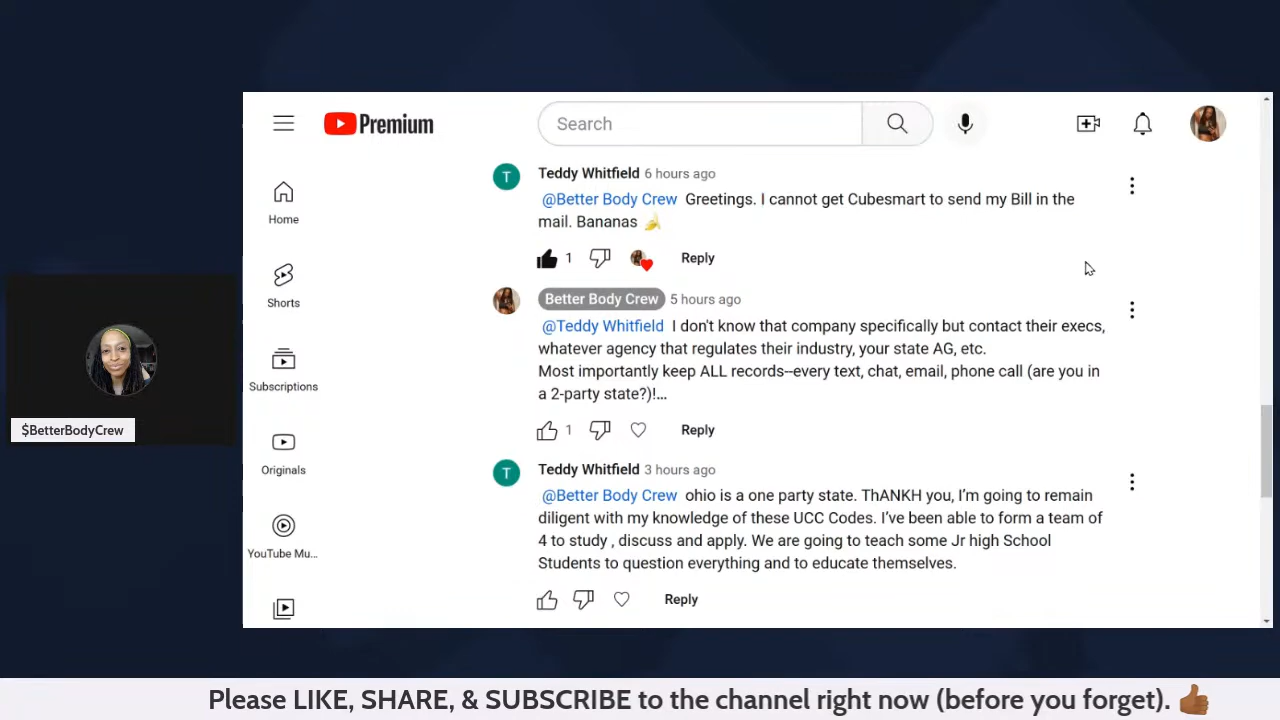 Premium
Search
Home
Shorts
Subscriptions
Originals
YouTube Mu...
T
Teddy Whitfield 6 hours ago
@Better Body Crew Greetings. I cannot get Cubesmart to send my Bill in the
mail. Bananas 🍌
1 Reply
Better Body Crew 5 hours ago
@Teddy Whitfield I don't know that company specifically but contact their execs,
whatever agency that regulates their industry, your state AG, etc.
Most importantly keep ALL records--every text, chat, email, phone call (are you in
a 2-party state?)!...
1 Reply
T
Teddy Whitfield 3 hours ago
@Better Body Crew ohio is a one party state. ThANKH you, I'm going to remain
diligent with my knowledge of these UCC Codes. I've been able to form a team of
4 to study , discuss and apply. We are going to teach some Jr high School
Students to question everything and to educate themselves.
Reply
$BetterBodyCrew
Please LIKE, SHARE, & SUBSCRIBE to the channel right now (before you forget). 👍🏾